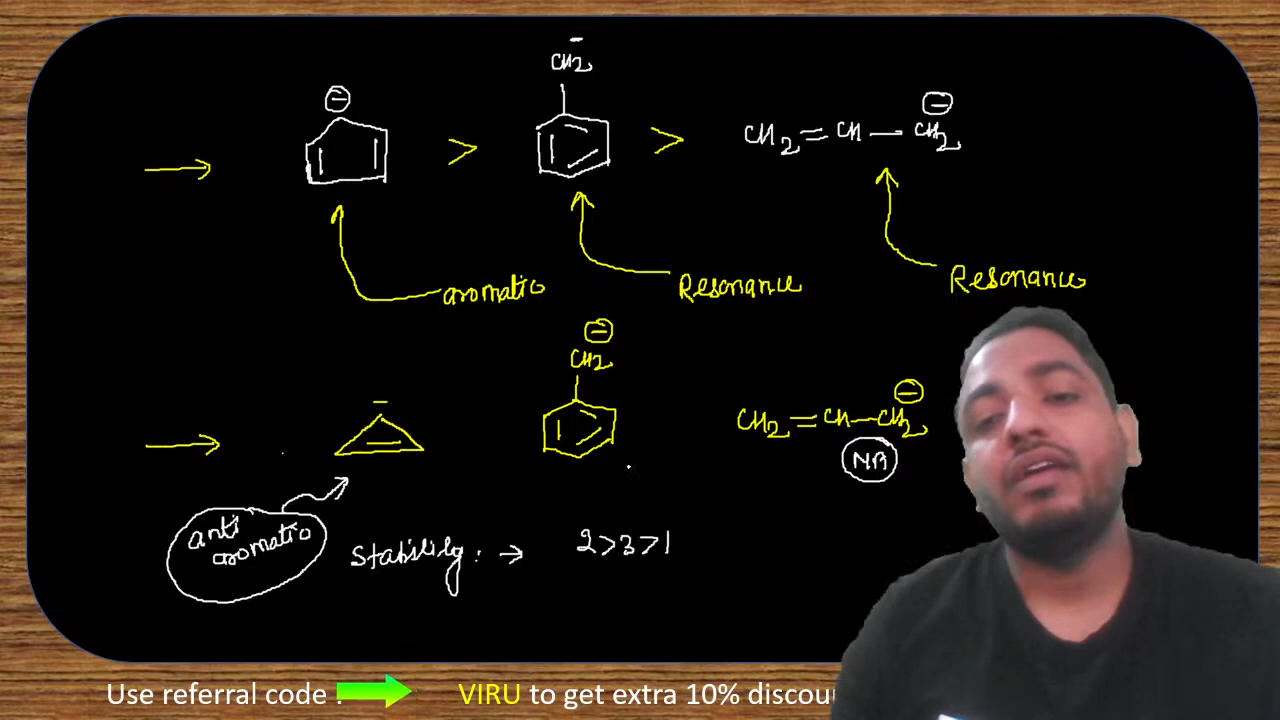 CH2
⊖
> >
CH2=CH—CH2 ⊖
aromatic
Resonance
Resonance
⊖
CH2
CH2=CH—CH2 ⊖
NA
anti
aromatic
Stability: → 2>3>1
Use referral code : VIRU to get extra 10% discou